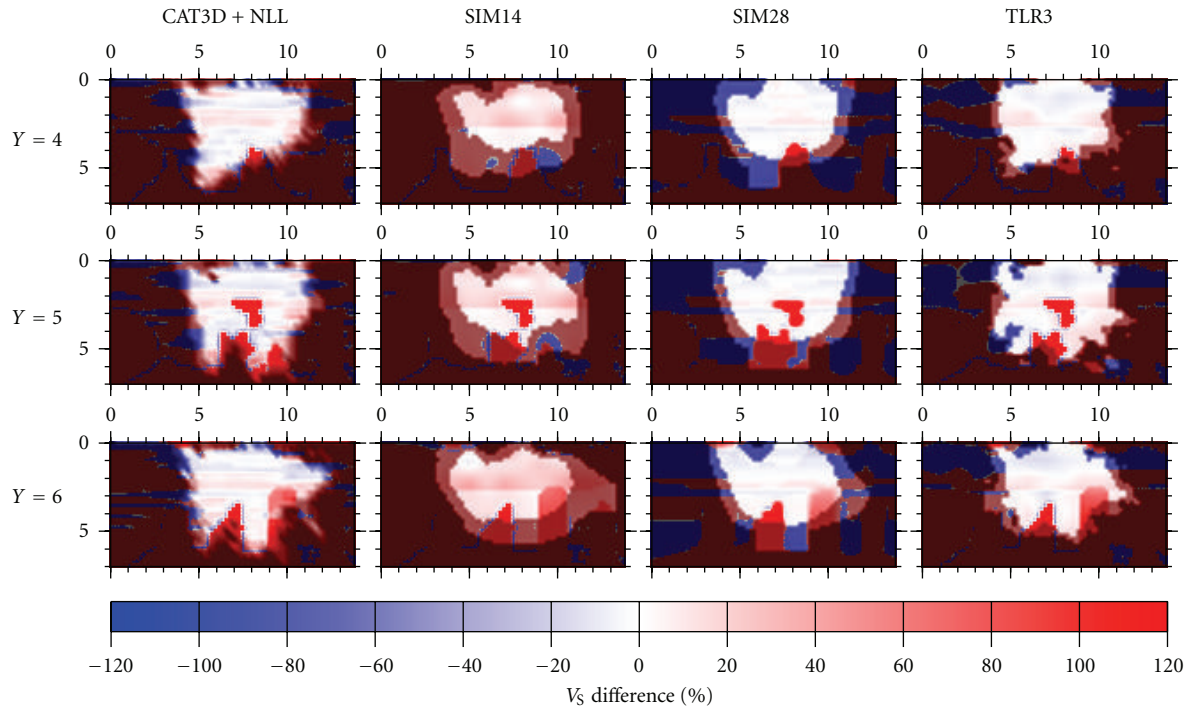 CAT3D + NLL SIM14 SIM28 TLR3
0 5 10 0 5 10 0 5 10 0 5 10
0
Y = 4
5
0 5 10 0 5 10 0 5 10 0 5 10
0
Y = 5
5
0 5 10 0 5 10 0 5 10 0 5 10
0
Y = 6
5
−120 −100 −80 −60 −40 −20 0 20 40 60 80 100 120
VS difference (%)